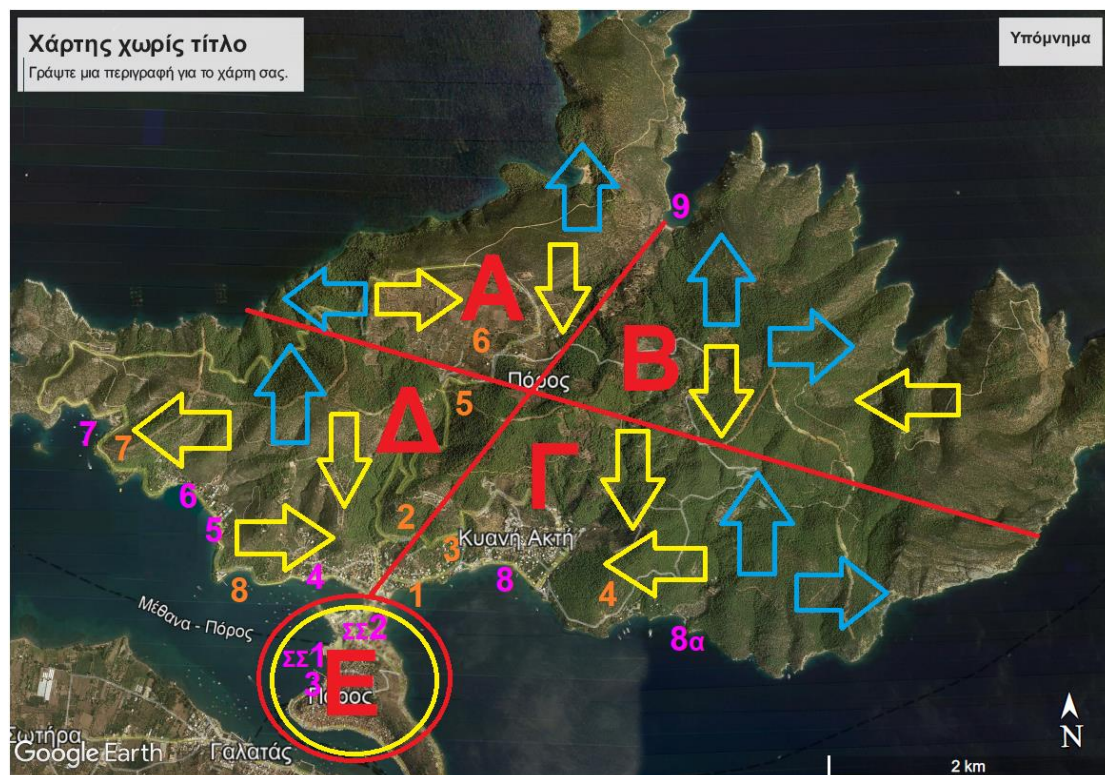 Χάρτης χωρίς τίτλο
Γράψτε μια περιγραφή για το χάρτη σας.
Υπόμνημα
9
Α
6
Β
Πόρος
5
Δ
7
7
Γ
6
5
2
3
Κυανή Ακτή
4
8
8
1
4
Μέθανα - Πόρος
ΣΣ2
8α
ΣΣ1
3
Ε
Πόρος
Σωτήρα
Google Earth
Γαλατάς
N
2 km